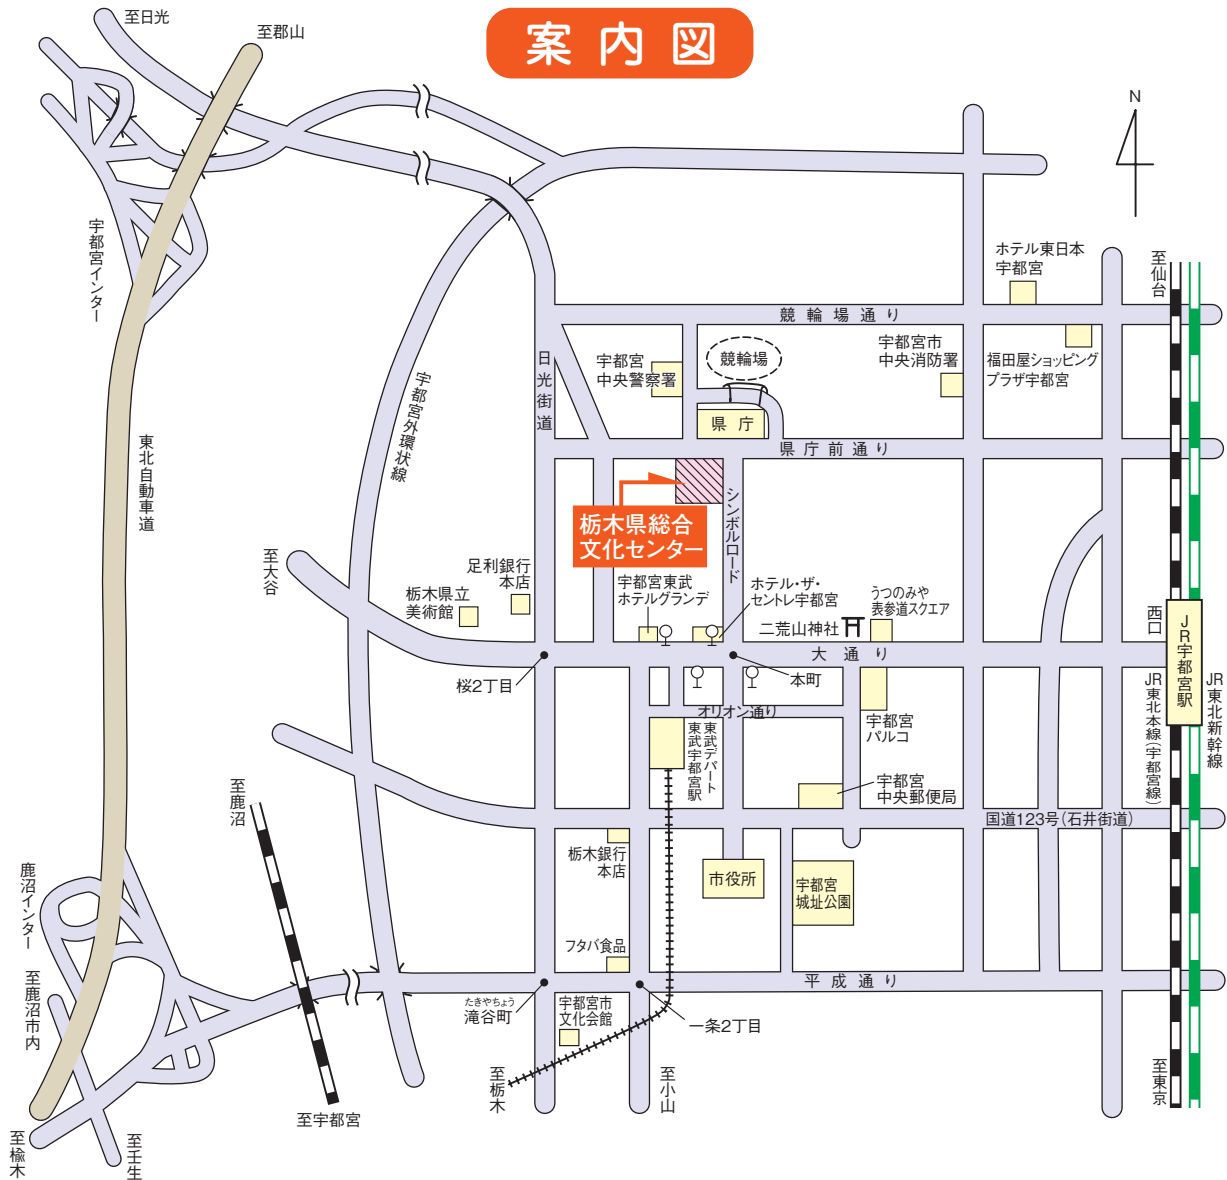 案内図
至日光
至郡山
N
宇都宮インター
ホテル東日本
宇都宮
至仙台
競輪場通り
日光街道
宇都宮
中央警察署
競輪場
宇都宮市
中央消防署
福田屋ショッピング
プラザ宇都宮
宇都宮外環状線
県庁
県庁前通り
東北自動車道
シンボルロード
栃木県総合
文化センター
至大谷
足利銀行
本店
栃木県立
美術館
宇都宮東武
ホテルグランデ
ホテル・ザ・
セントレ宇都宮
うつのみや
表参道スクエア
二荒山神社
西口
JR宇都宮駅
大通り
桜2丁目
本町
JR東北本線(宇都宮線)
JR東北新幹線
オリオン通り
宇都宮
パルコ
東武デパート
東武宇都宮駅
至鹿沼
宇都宮
中央郵便局
国道123号(石井街道)
栃木銀行
本店
市役所
宇都宮
城址公園
鹿沼インター
フタバ食品
平成通り
至鹿沼市内
たきやちょう
滝谷町
宇都宮市
文化会館
一条2丁目
至栃木
至小山
至東京
至宇都宮
至楡木
至壬生